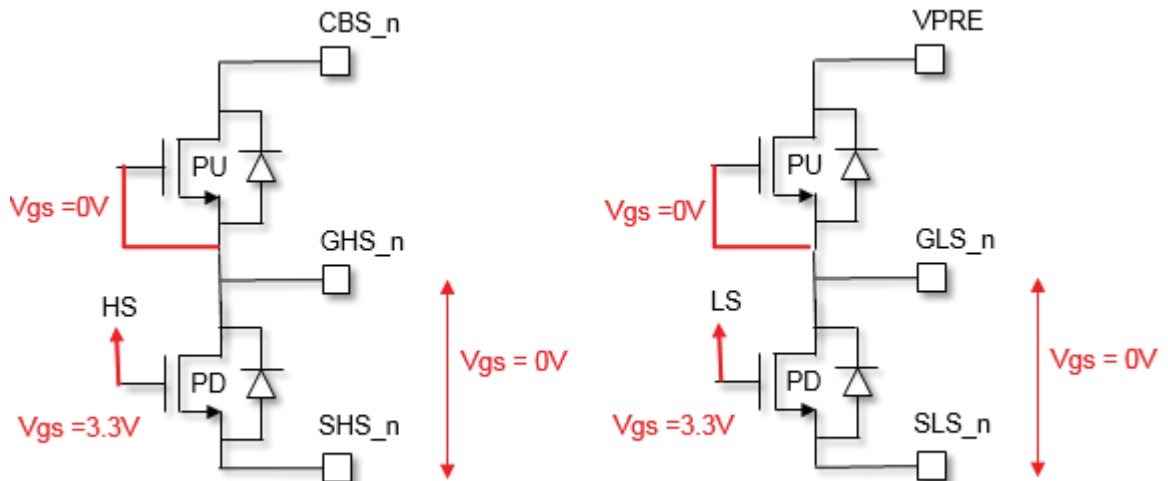 CBS_n
PU
Vgs =0V
GHS_n
HS
Vgs = 0V
PD
Vgs =3.3V
SHS_n
VPRE
PU
Vgs =0V
GLS_n
LS
Vgs = 0V
PD
Vgs =3.3V
SLS_n